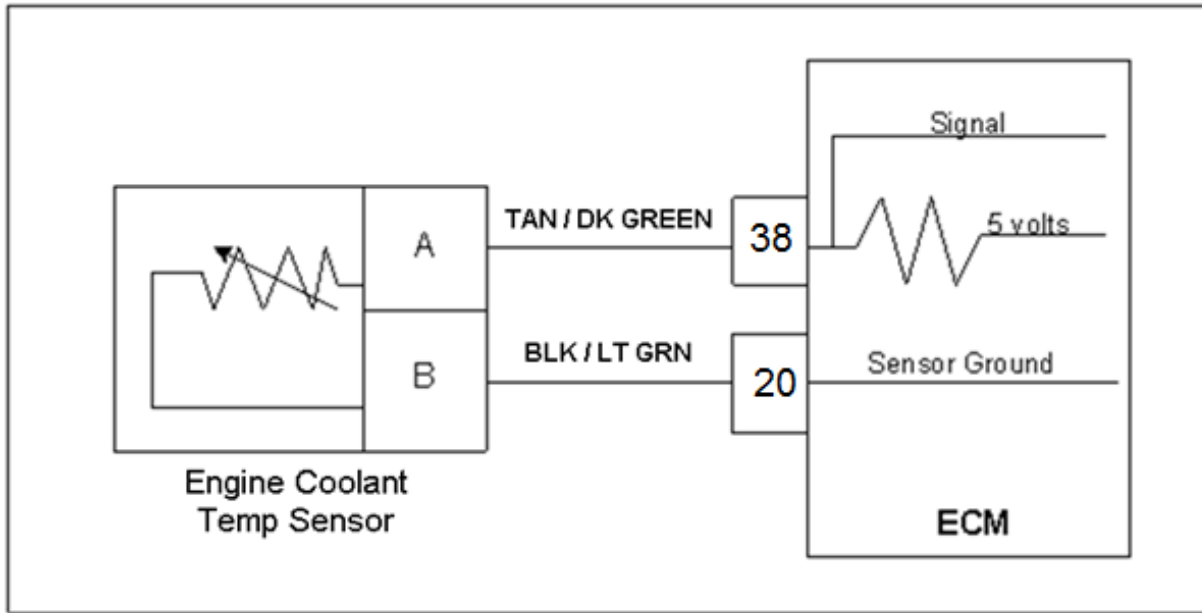 Signal
TAN / DK GREEN
A
38
5 volts
BLK / LT GRN
B
20
Sensor Ground
Engine Coolant
Temp Sensor
ECM